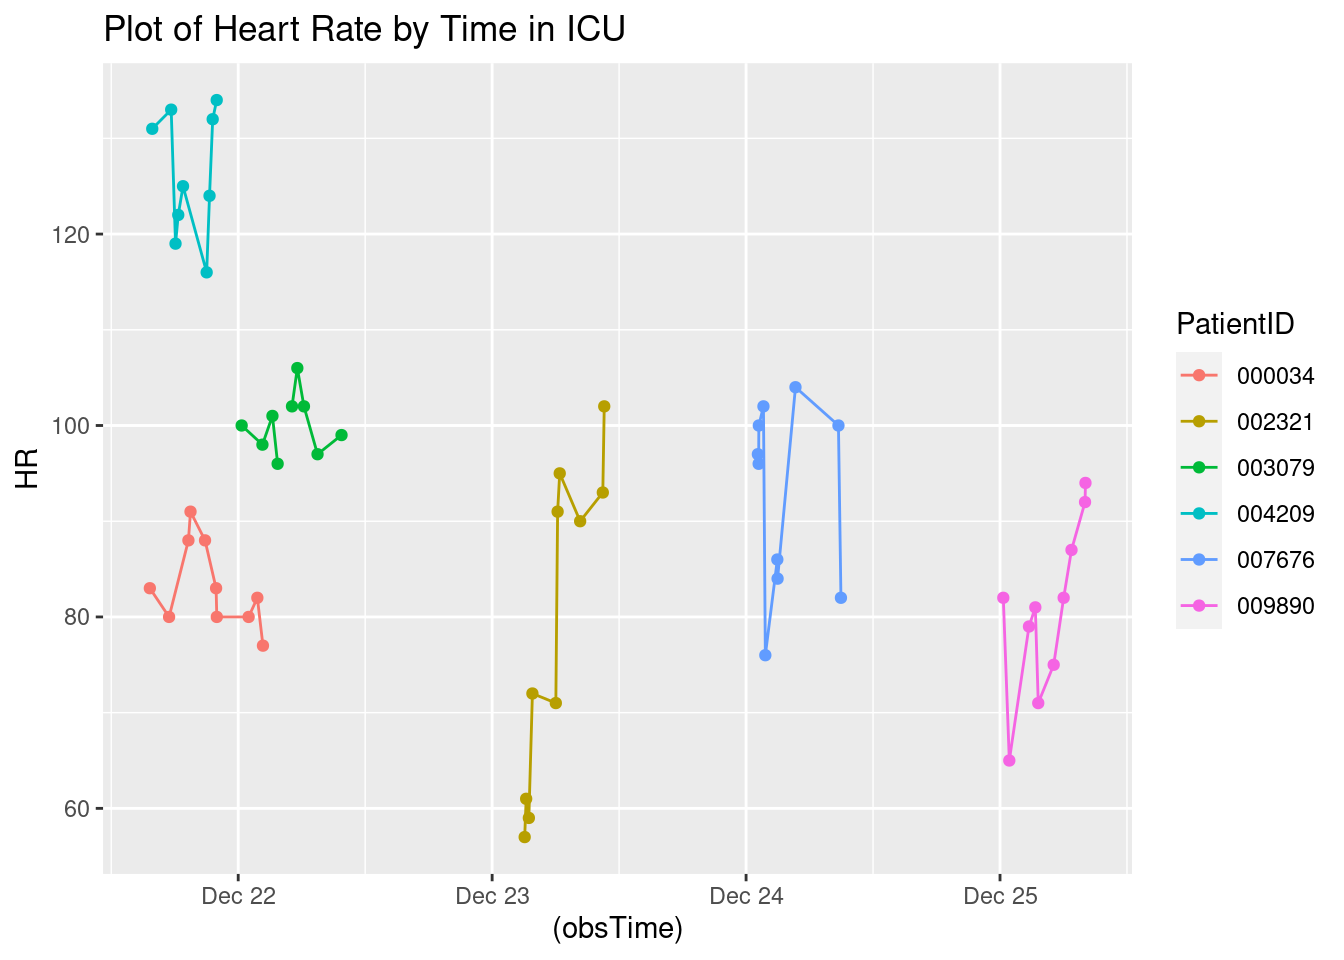 Plot of Heart Rate by Time in ICU
HR
120
100
80
60
Dec 22
Dec 23
Dec 24
Dec 25
(obsTime)
PatientID
000034
002321
003079
004209
007676
009890